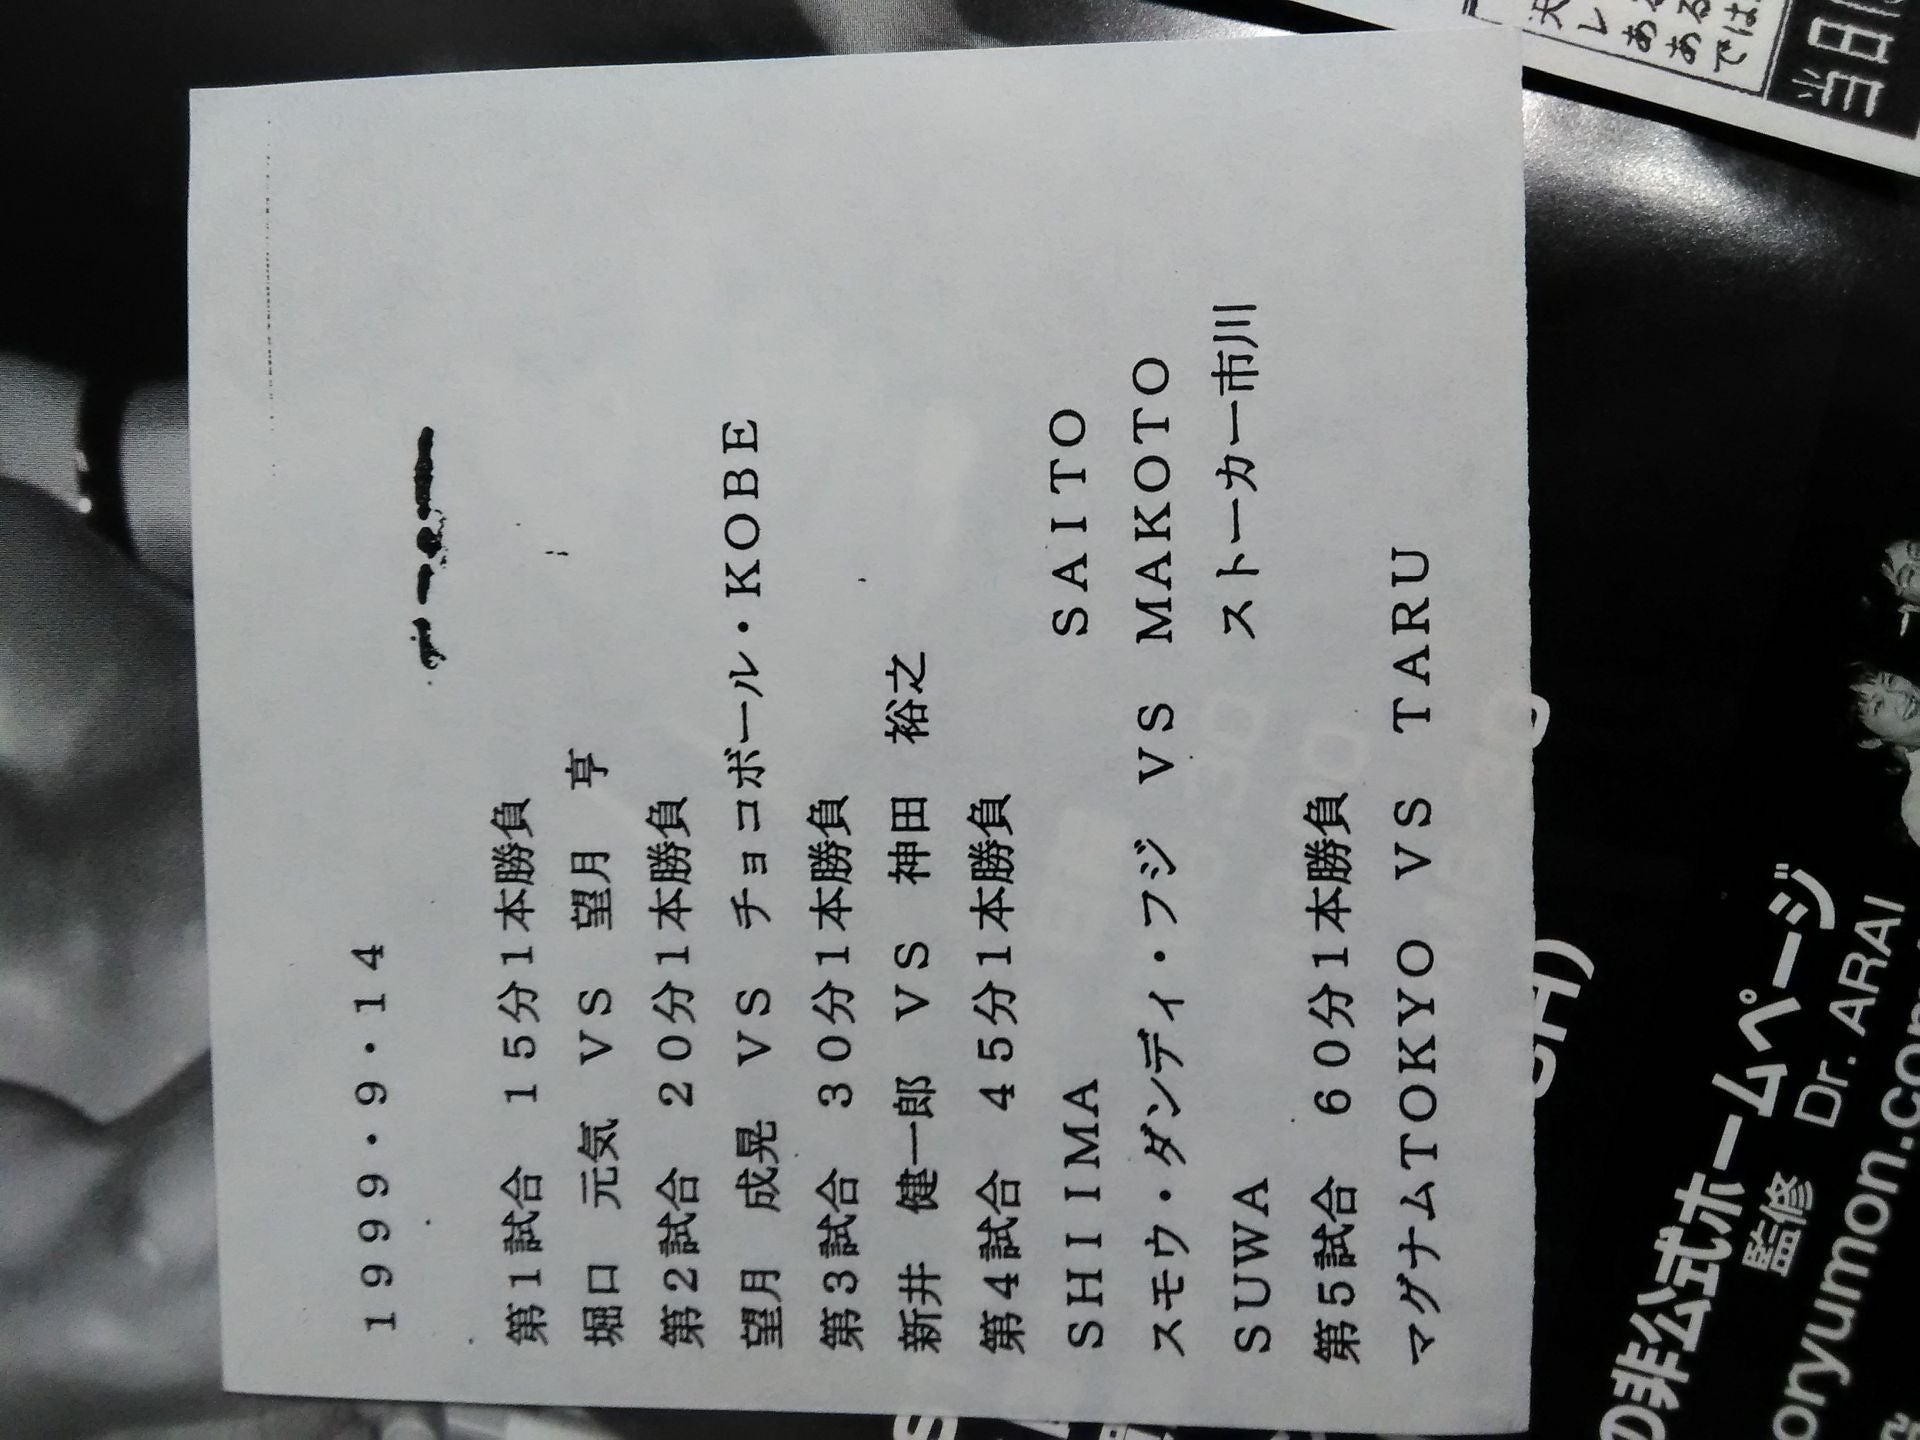 1999・9・14
第1試合 15分1本勝負
堀口 元気 VS 望月 亨
第2試合 20分1本勝負
望月 成晃 VS チョコボール・KOBE
第3試合 30分1本勝負
新井 健一郎 VS 神田 裕之
第4試合 45分1本勝負
SHIIMA SAITO
スモウ・ダンディ・フジ VS MAKOTO
SUWA ストーカー市川
第5試合 60分1本勝負
マグナムTOKYO VS TARU
の非公式ホームページ
監修 Dr. ARAI
oryumon.com
当日
では